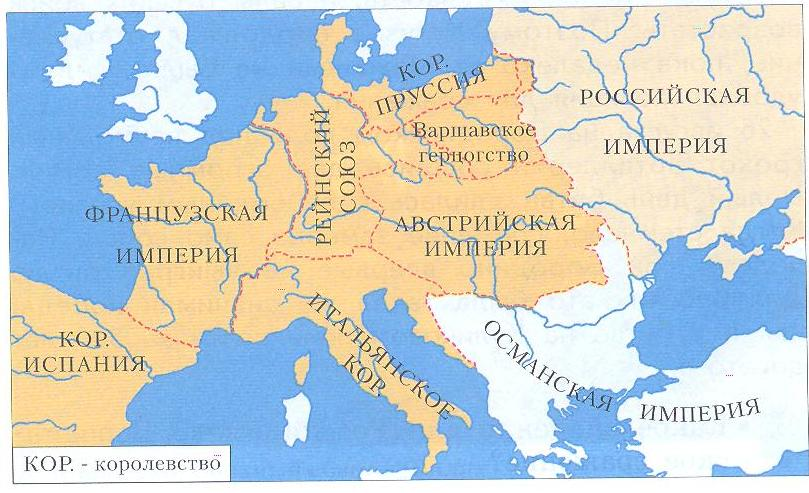 КОР.
ПРУССИЯ
РОССИЙСКАЯ
ИМПЕРИЯ
Варшавское
герногство
РЕЙНСКИЙ
СОЮЗ
ФРАНЦУЗСКАЯ
ИМПЕРИЯ
АВСТРИЙСКАЯ
ИМПЕРИЯ
КОР.
ИСПАНИЯ
ИТАЛЬЯНСКОЕ
КОР.
ОСМАНСКАЯ
ИМПЕРИЯ
КОР. - королевство